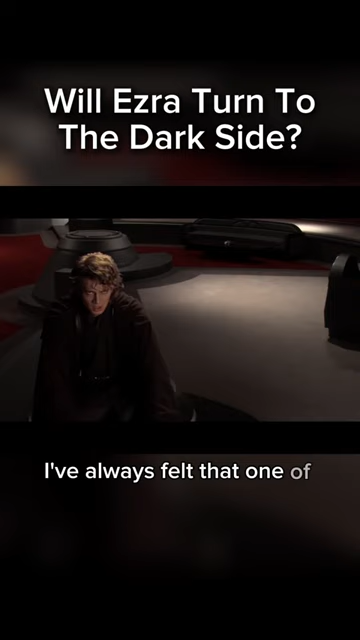 Will Ezra Turn To
The Dark Side?
I've always felt that one of